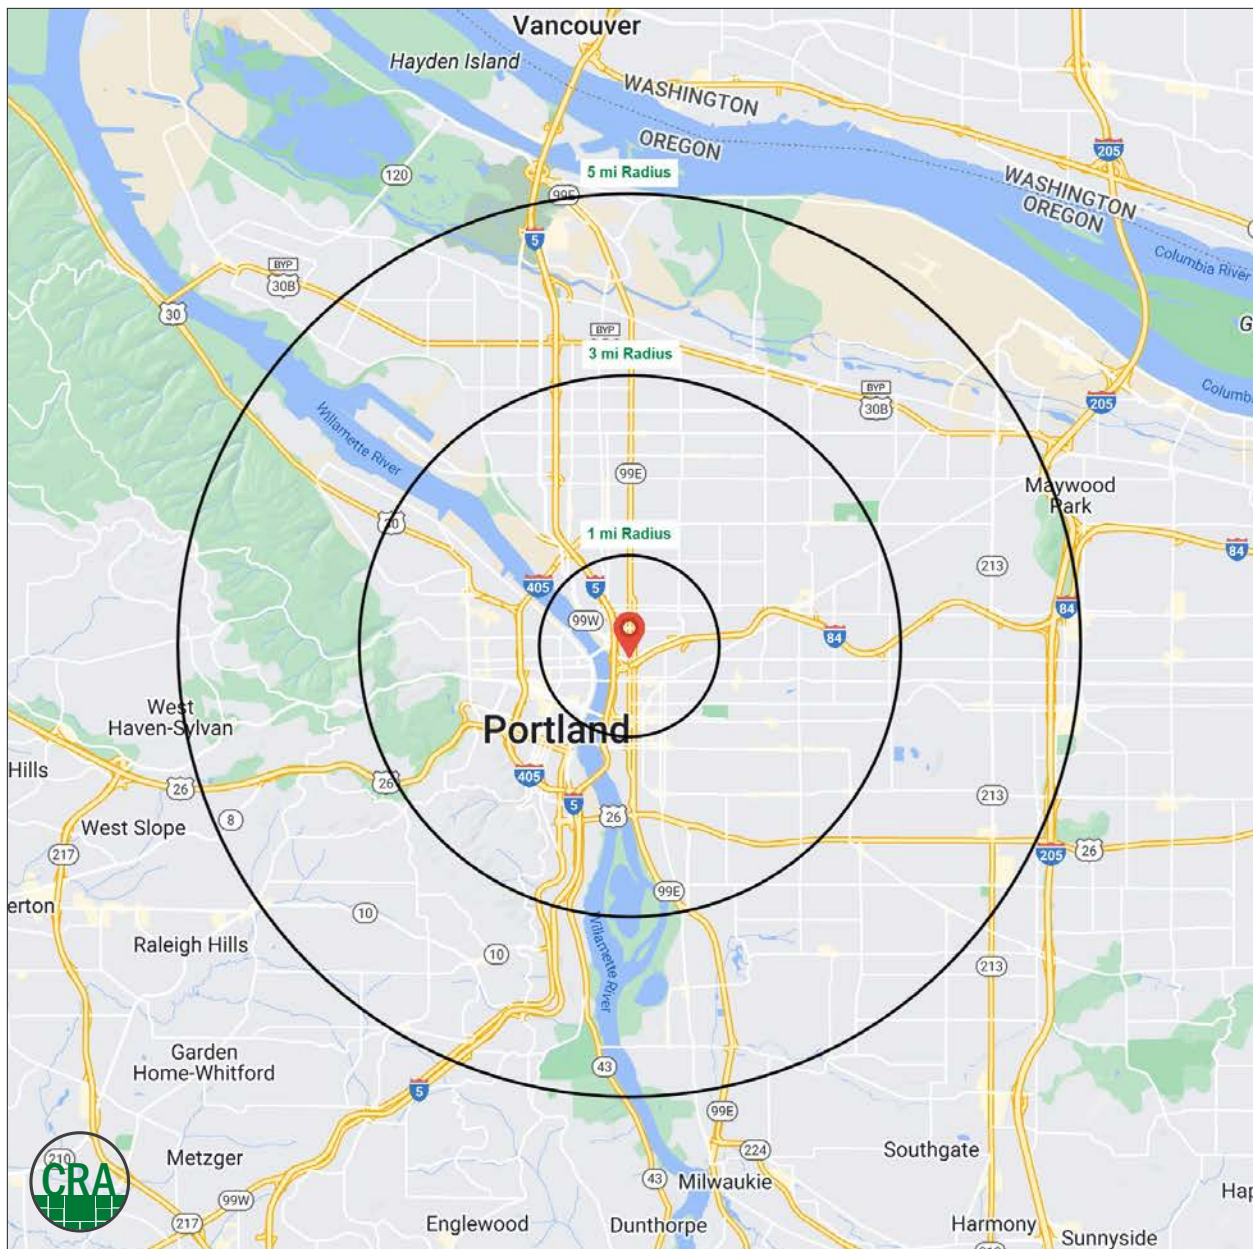 Vancouver
Hayden Island
WASHINGTON
OREGON
205
5 mi Radius
120
99E
WASHINGTON
OREGON
5
Columbia River
BYP
30B
30
BYP
G
3 mi Radius
BYP
30B
205
Columbi
Willamette River
99E
Maywood
Park
30
1 mi Radius
84
213
405
5
84
99W
84
West
Haven-Sylvan
Portland
Hills
26
26
405
5
213
26
8
West Slope
217
205
26
99E
erton
10
Raleigh Hills
10
Willamette River
213
Garden
Home-Whitford
43
5
99E
224
Southgate
CRA
210
Metzger
43
Milwaukie
Hap
99W
217
Englewood
Dunthorpe
Harmony
Sunnyside